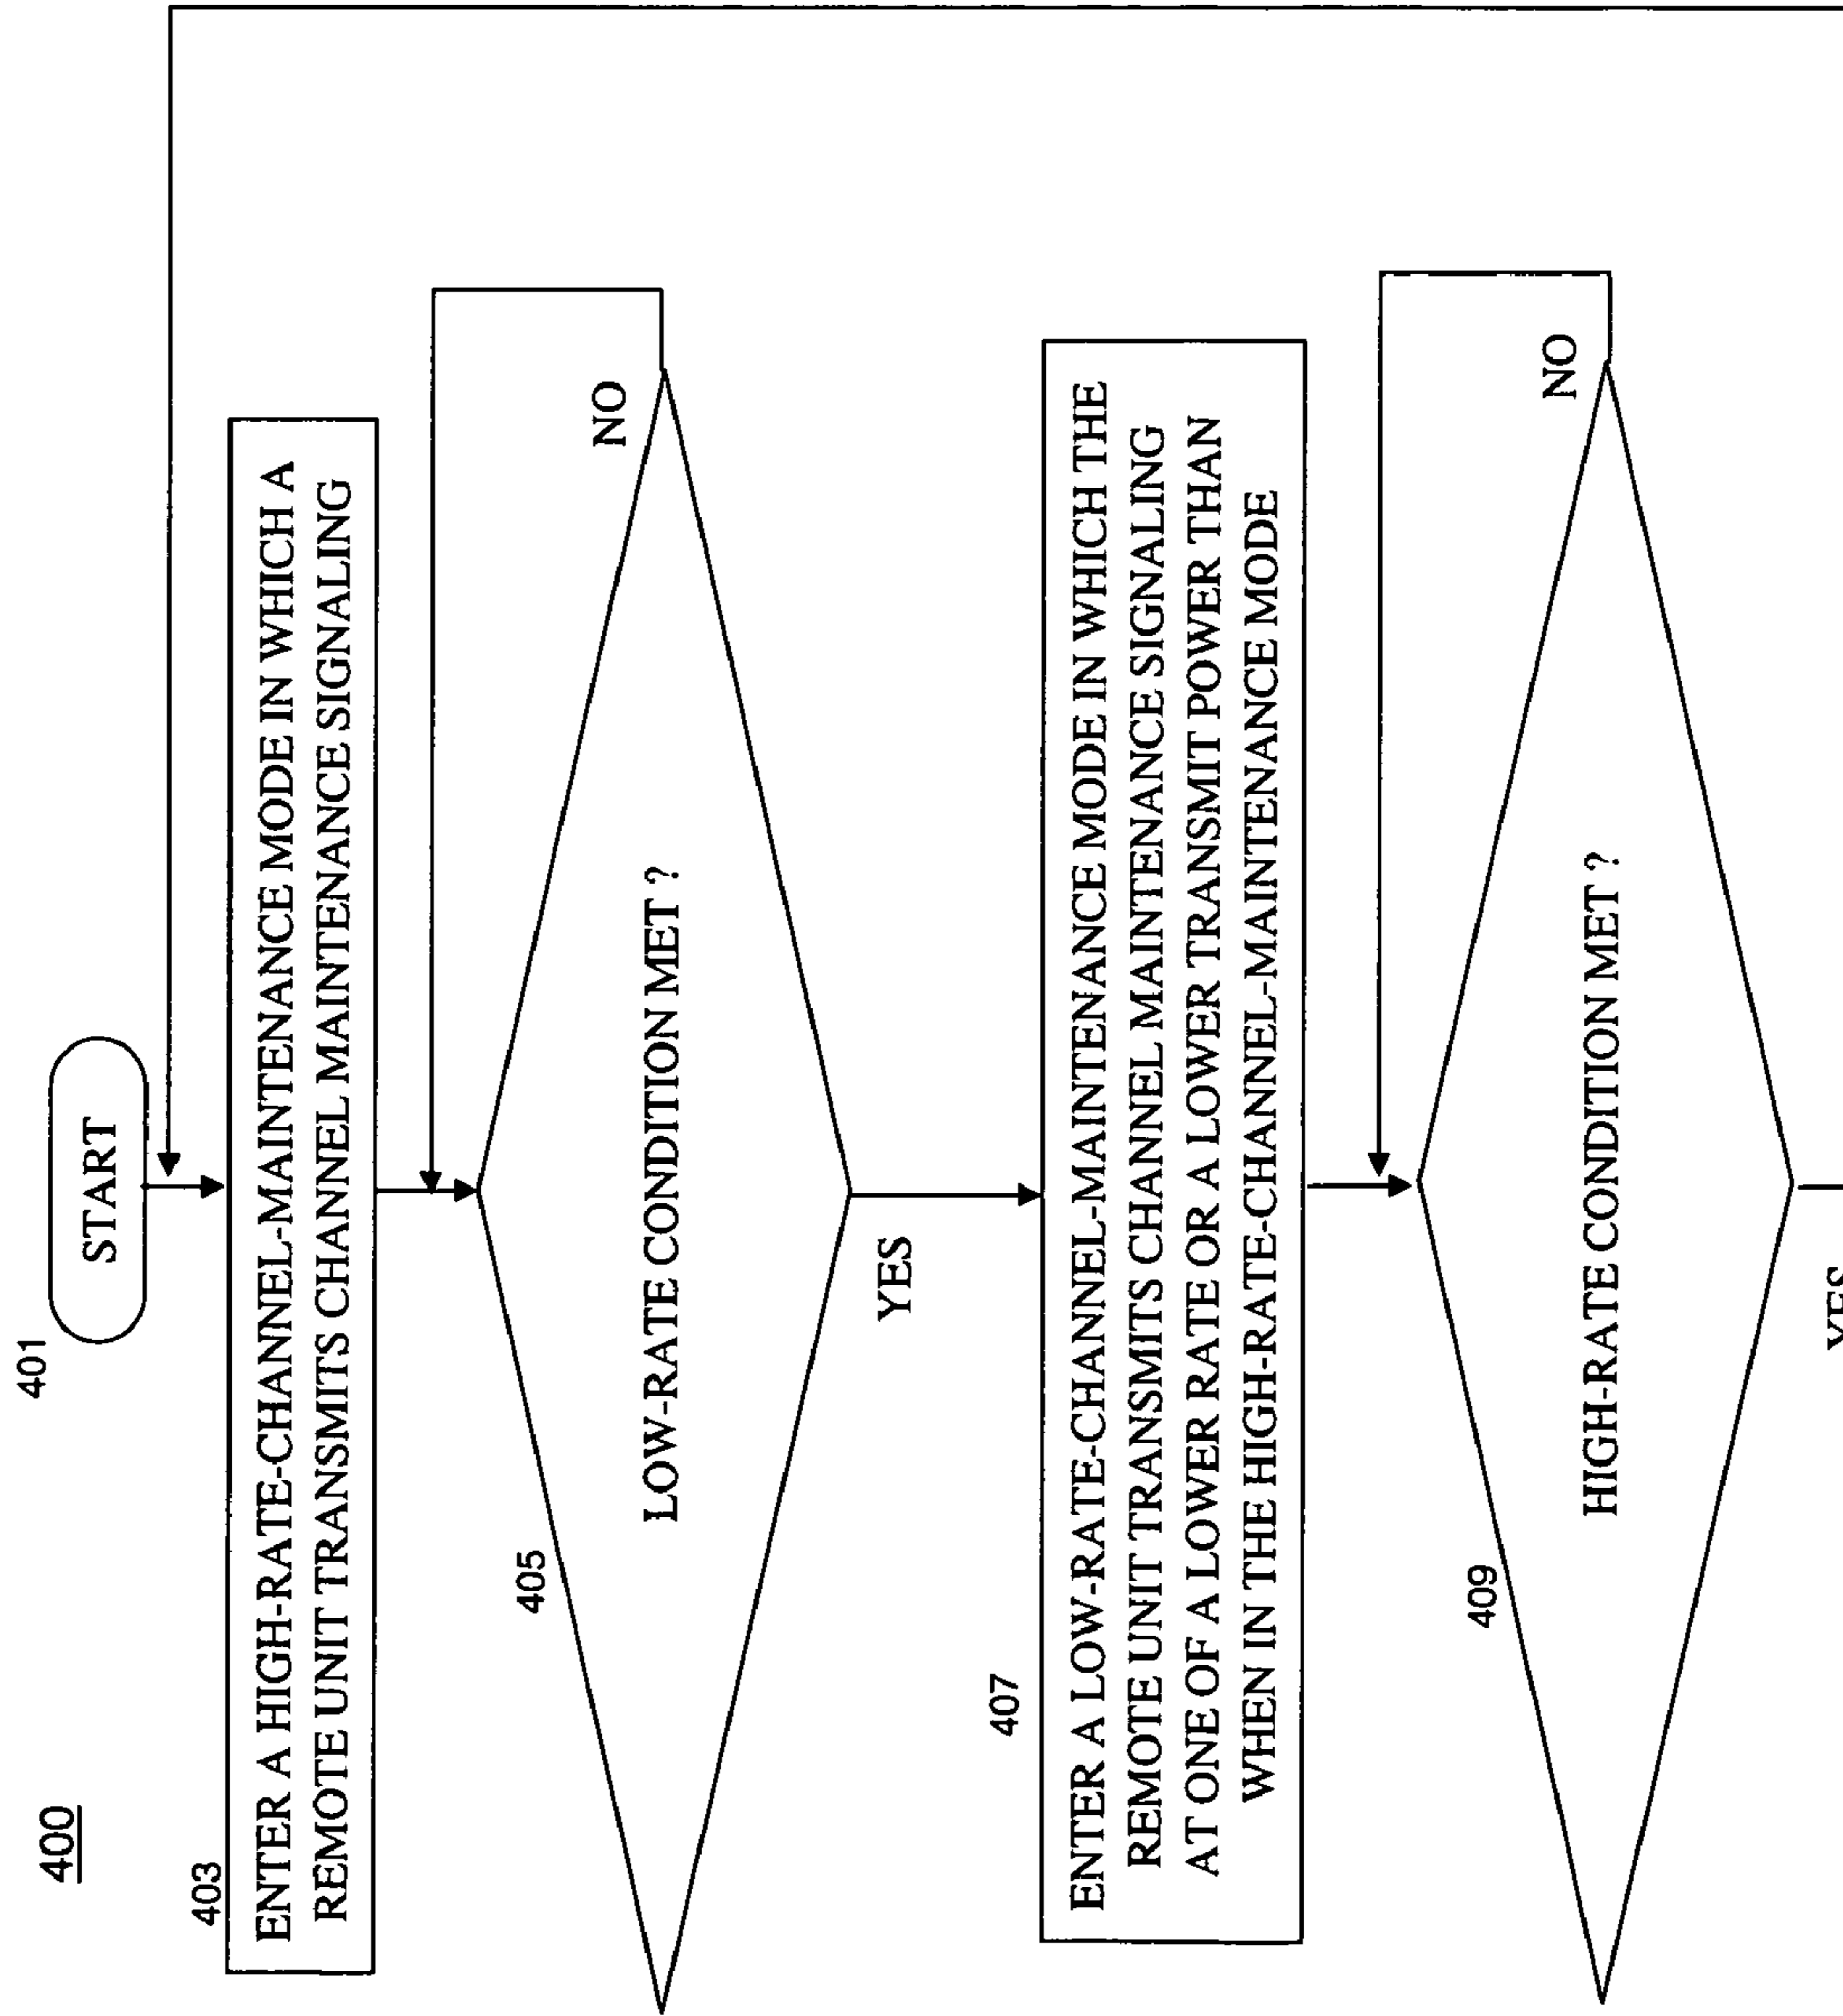 400
401
START
403
ENTER A HIGH-RATE-CHANNEL-MAINTENANCE MODE IN WHICH A
REMOTE UNIT TRANSMITS CHANNEL MAINTENANCE SIGNALING
405
LOW-RATE CONDITION MET ?
NO
YES
407
ENTER A LOW-RATE-CHANNEL-MAINTENANCE MODE IN WHICH THE
REMOTE UNIT TRANSMITS CHANNEL MAINTENANCE SIGNALING
AT ONE OF A LOWER RATE OR A LOWER TRANSMIT POWER THAN
WHEN IN THE HIGH-RATE-CHANNEL-MAINTENANCE MODE
409
HIGH-RATE CONDITION MET ?
NO
YES